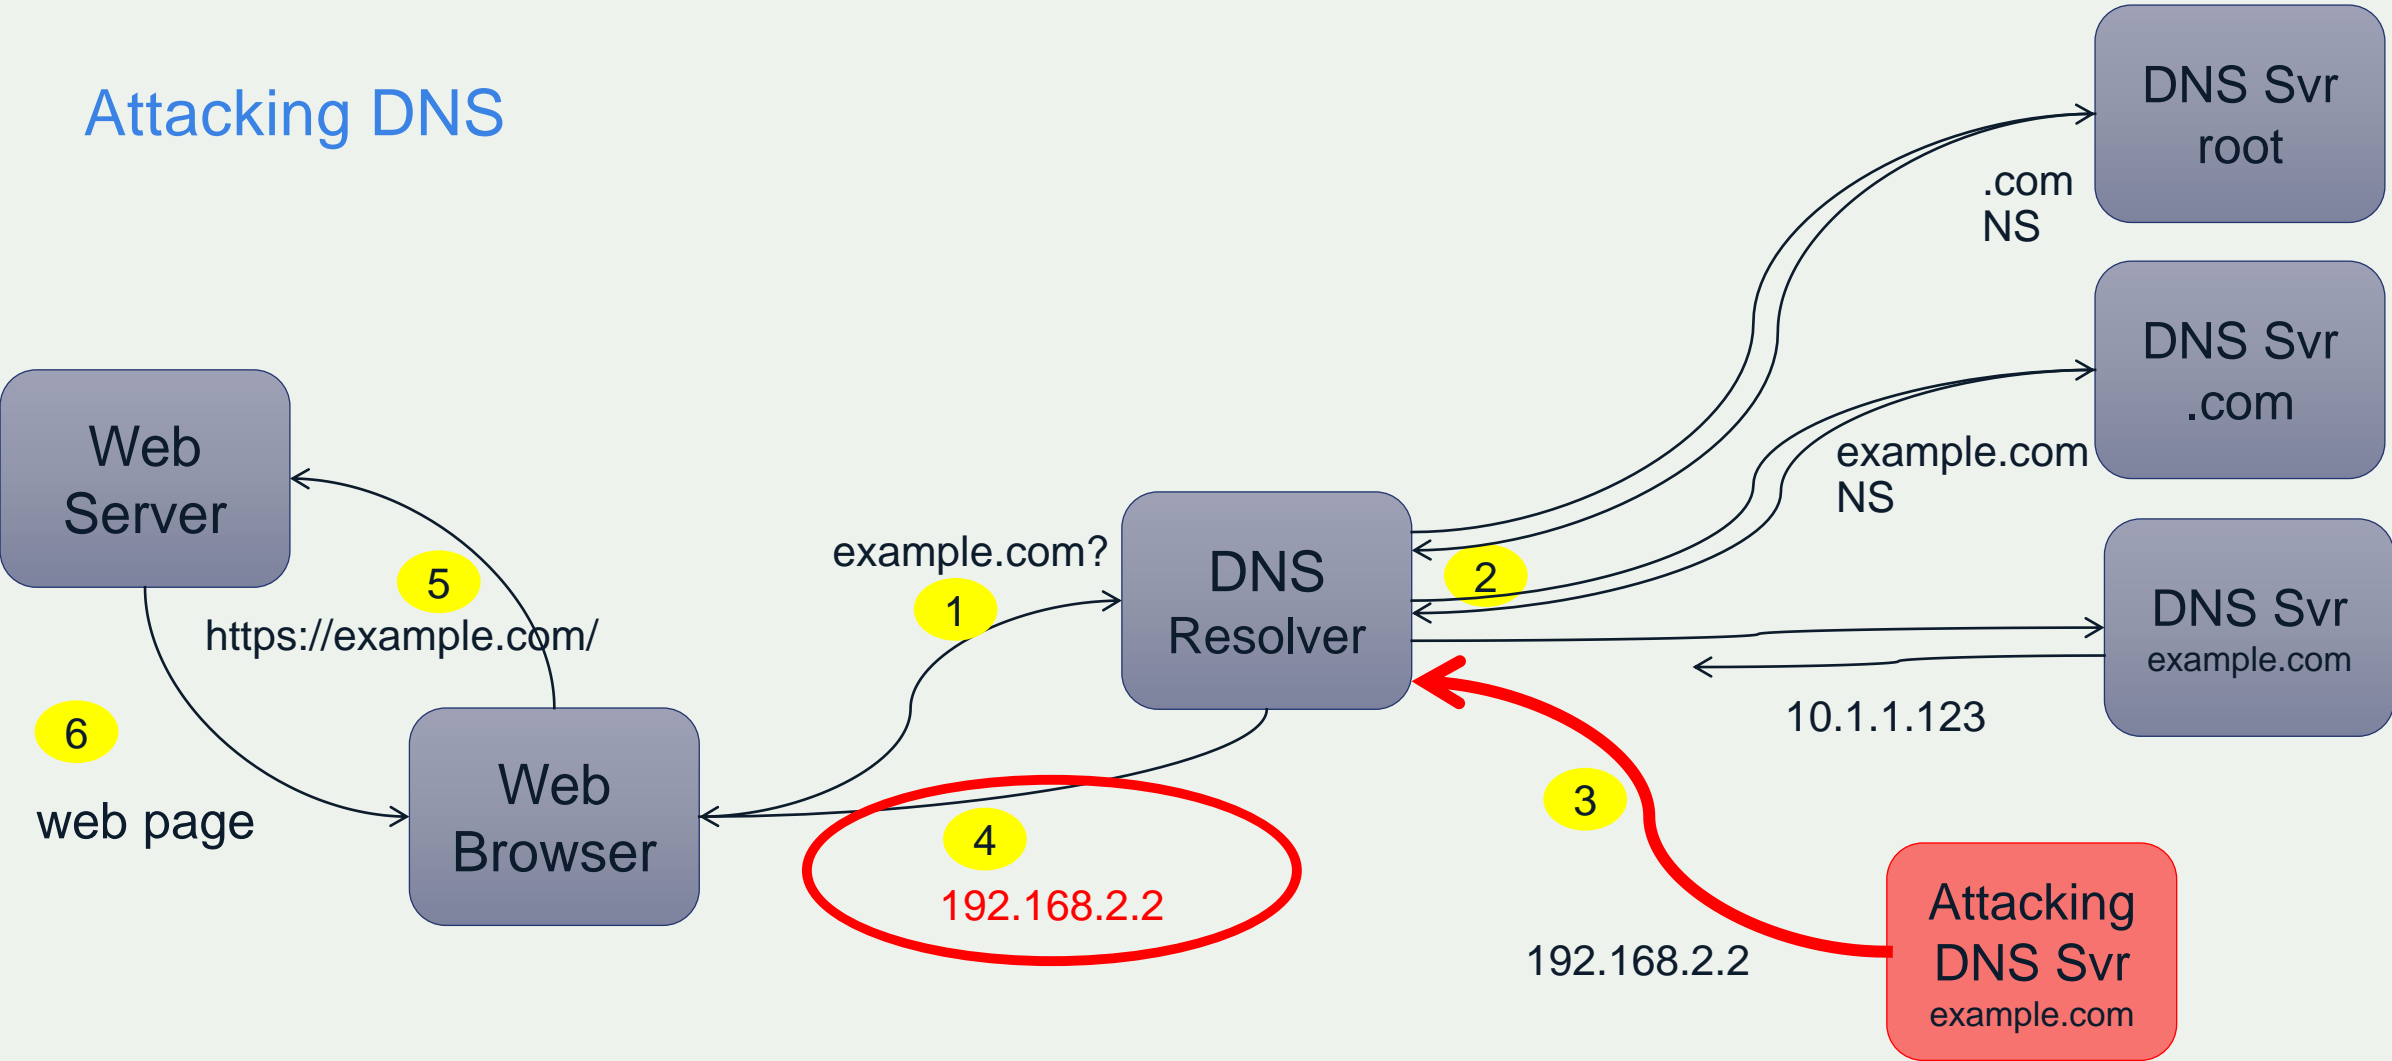 Attacking DNS
DNS Svr
root
.com
NS
DNS Svr
.com
example.com
NS
Web
Server
5
https://example.com/
6
web page
Web
Browser
example.com?
1
DNS
Resolver
2
DNS Svr
example.com
10.1.1.123
3
4
192.168.2.2
192.168.2.2
Attacking
DNS Svr
example.com